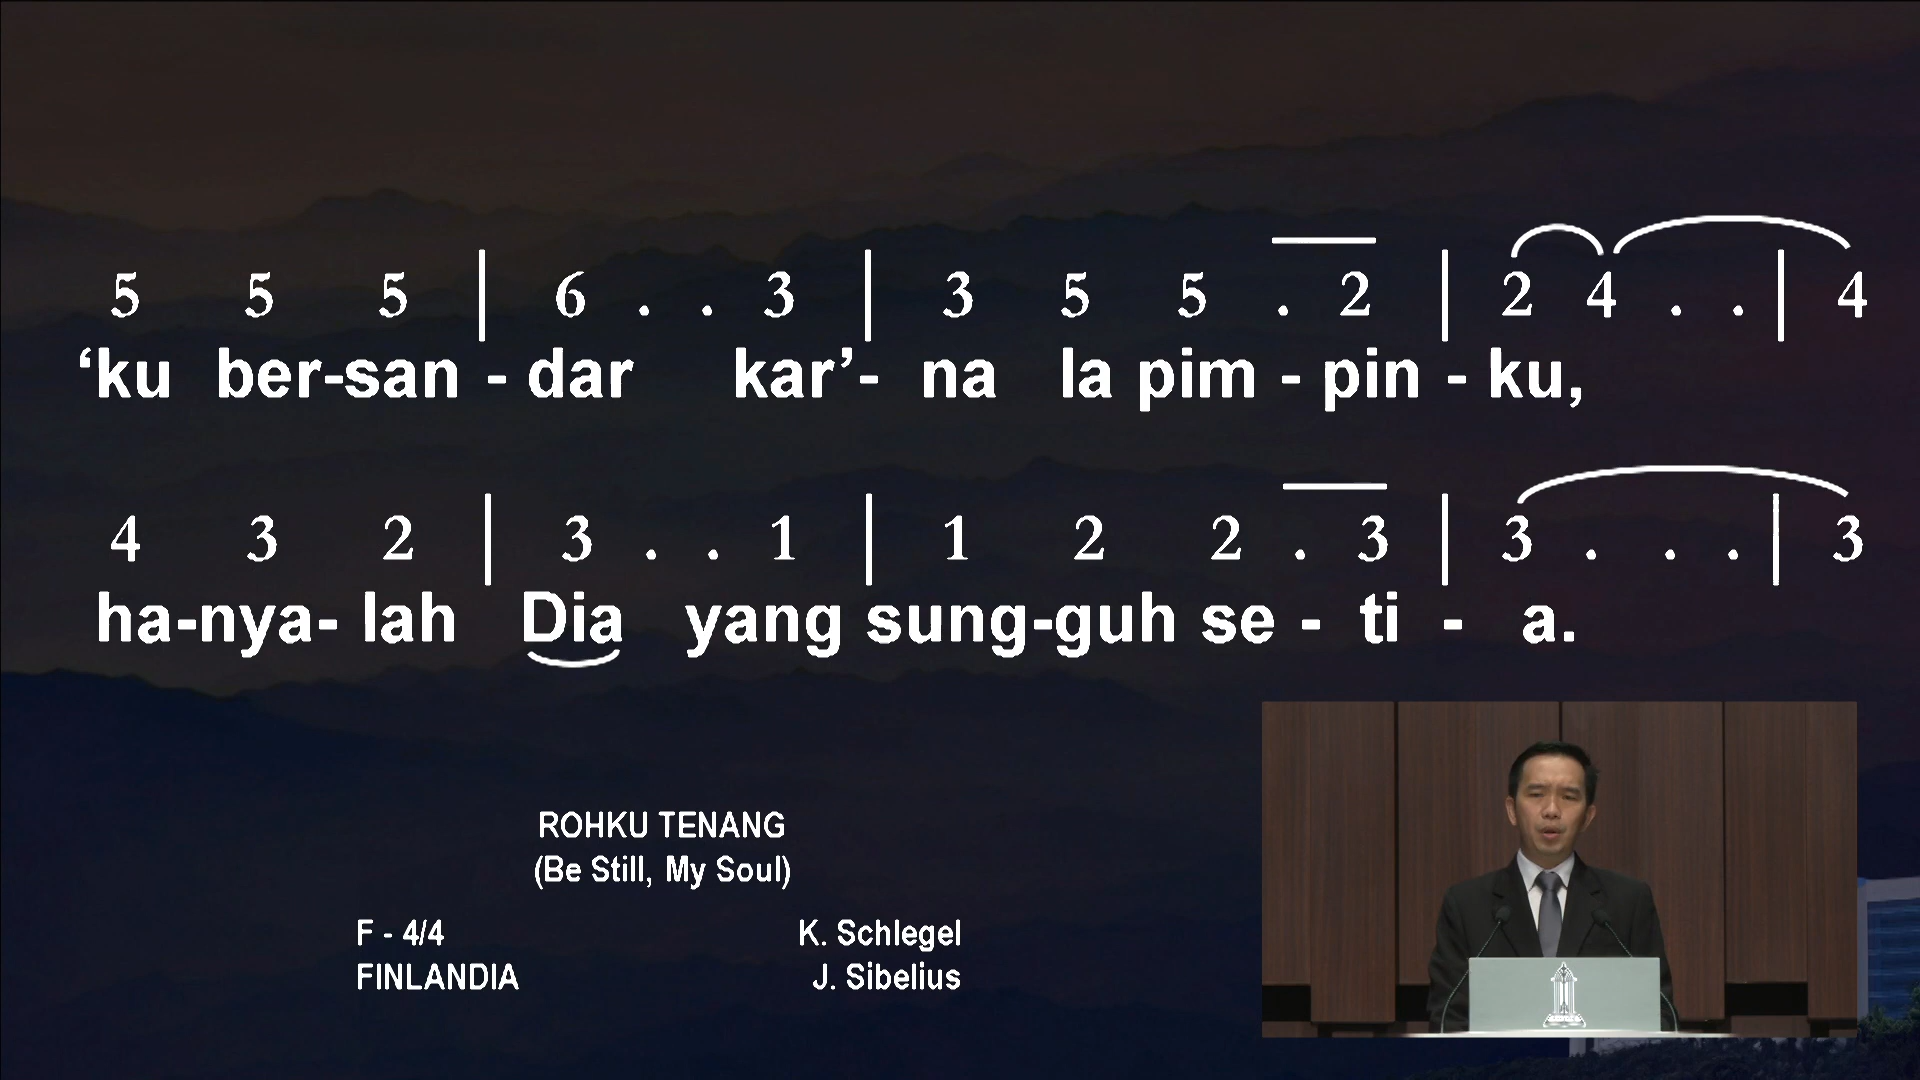 5 5 5 | 6 . . 3 | 3 5 5 . 2 | 2 4 . . | 4
‘ku ber-san - dar kar’- na Ia pim - pin - ku,
4 3 2 | 3 . . 1 | 1 2 2 . 3 | 3 . . . | 3
ha-nya- lah Dia yang sung-guh se - ti - a.
ROHKU TENANG
(Be Still, My Soul)
F - 4/4 K. Schlegel
FINLANDIA J. Sibelius